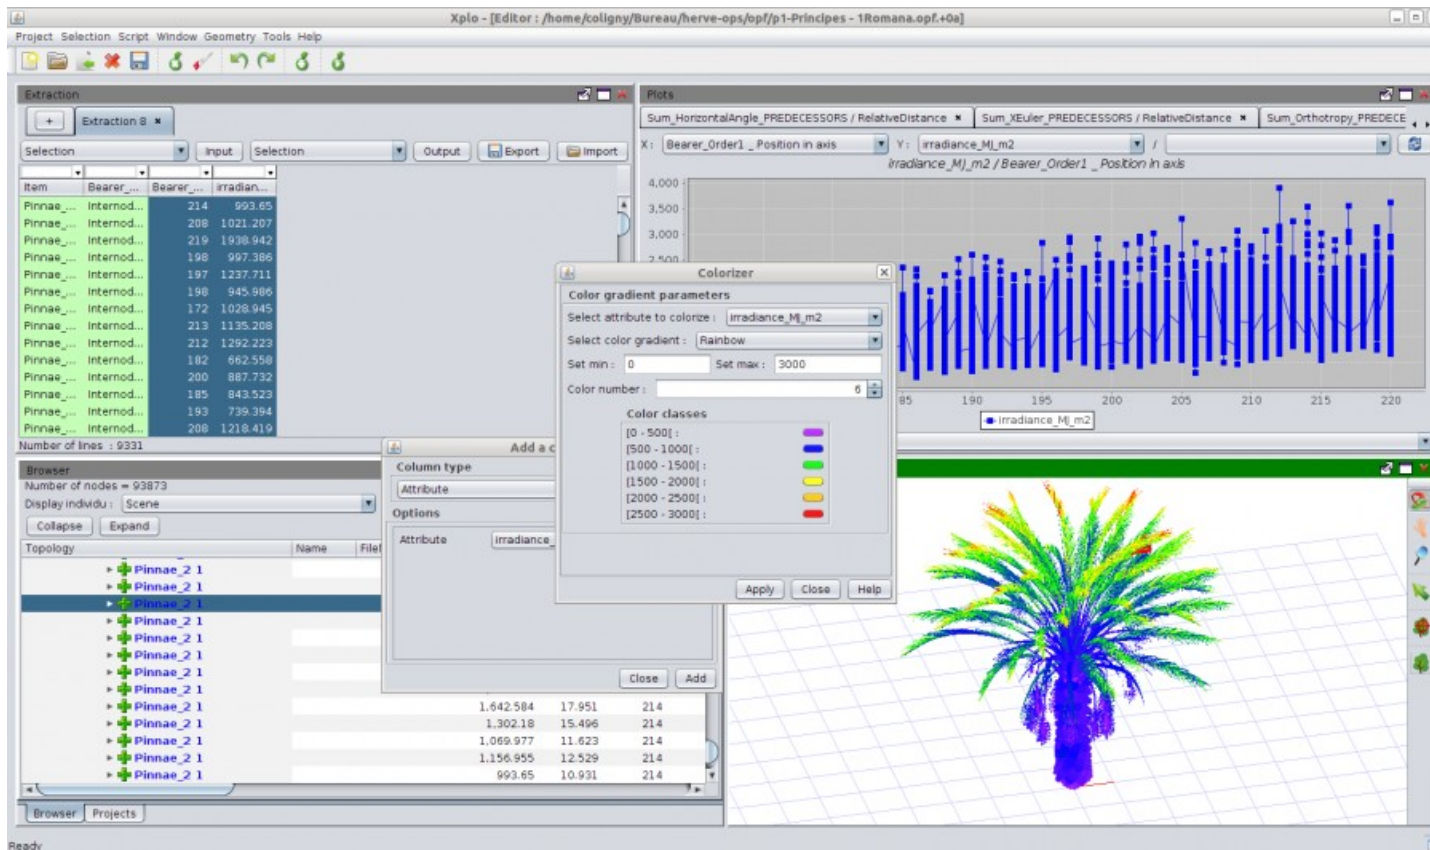 Xplo - [Editor : /home/coligny/Bureau/herve-ops/opf/p1-Principes - 1Romana.opf.+0a]
Project Selection Script Window Geometry Tools Help
Extraction
+ Extraction 8
Selection Input Selection Output Export Import
Item Bearer_... Bearer_... irradian...
Pinnae_... Internod... 214 993.65
Pinnae_... Internod... 208 1021.207
Pinnae_... Internod... 219 1938.942
Pinnae_... Internod... 198 997.386
Pinnae_... Internod... 197 1237.711
Pinnae_... Internod... 198 945.986
Pinnae_... Internod... 172 1028.945
Pinnae_... Internod... 213 1135.208
Pinnae_... Internod... 212 1292.223
Pinnae_... Internod... 182 662.558
Pinnae_... Internod... 200 887.732
Pinnae_... Internod... 185 843.523
Pinnae_... Internod... 193 739.394
Pinnae_... Internod... 208 1218.419
Number of lines : 9331
Plots
Sum_HorizontalAngle_PREDECESSORS / RelativeDistance Sum_XEuler_PREDECESSORS / RelativeDistance Sum_Orthotropy_PREDECE
X : Bearer_Order1 _ Position in axis Y : irradiance_MJ_m2 /
irradiance_MJ_m2 / Bearer_Order1 _ Position in axis
4,000
3,500
3,000
2,500
85 190 195 200 205 210 215 220
irradiance_MJ_m2
Colorizer
Color gradient parameters
Select attribute to colorize : irradiance_MJ_m2
Select color gradient : Rainbow
Set min : 0 Set max : 3000
Color number : 6
Color classes
[0 - 500[ :
[500 - 1000[ :
[1000 - 1500[ :
[1500 - 2000[ :
[2000 - 2500[ :
[2500 - 3000[ :
Apply Close Help
Add a c
Column type
Attribute
Options
Attribute irradiance_
Close Add
Browser
Number of nodes = 93873
Display individu : Scene
Collapse Expand
Topology Name Filel
Pinnae_2 1
Pinnae_2 1
Pinnae_2 1
Pinnae_2 1
Pinnae_2 1
Pinnae_2 1
Pinnae_2 1
Pinnae_2 1
Pinnae_2 1 1,642.584 17.951 214
Pinnae_2 1 1,302.18 15.496 214
Pinnae_2 1 1,069.977 11.623 214
Pinnae_2 1 1,156.955 12.529 214
Pinnae_2 1 993.65 10.931 214
Browser Projects
Ready